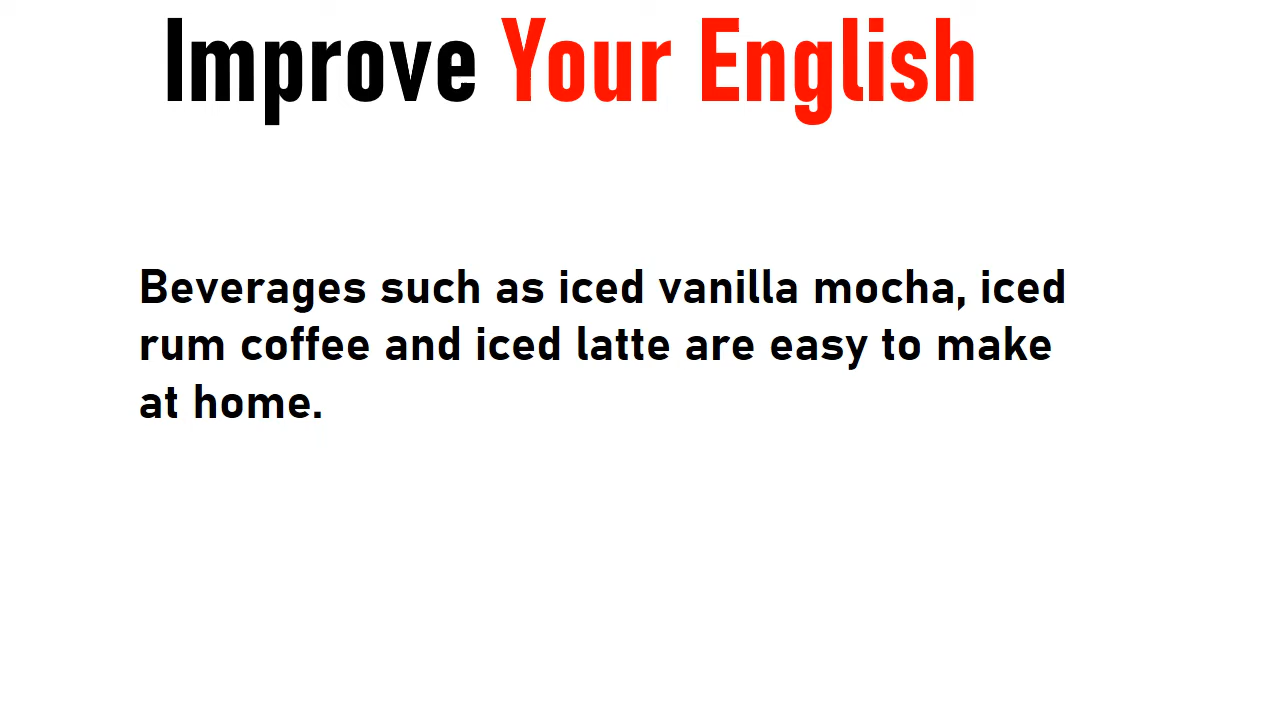 Improve Your English
Beverages such as iced vanilla mocha, iced
rum coffee and iced latte are easy to make
at home.